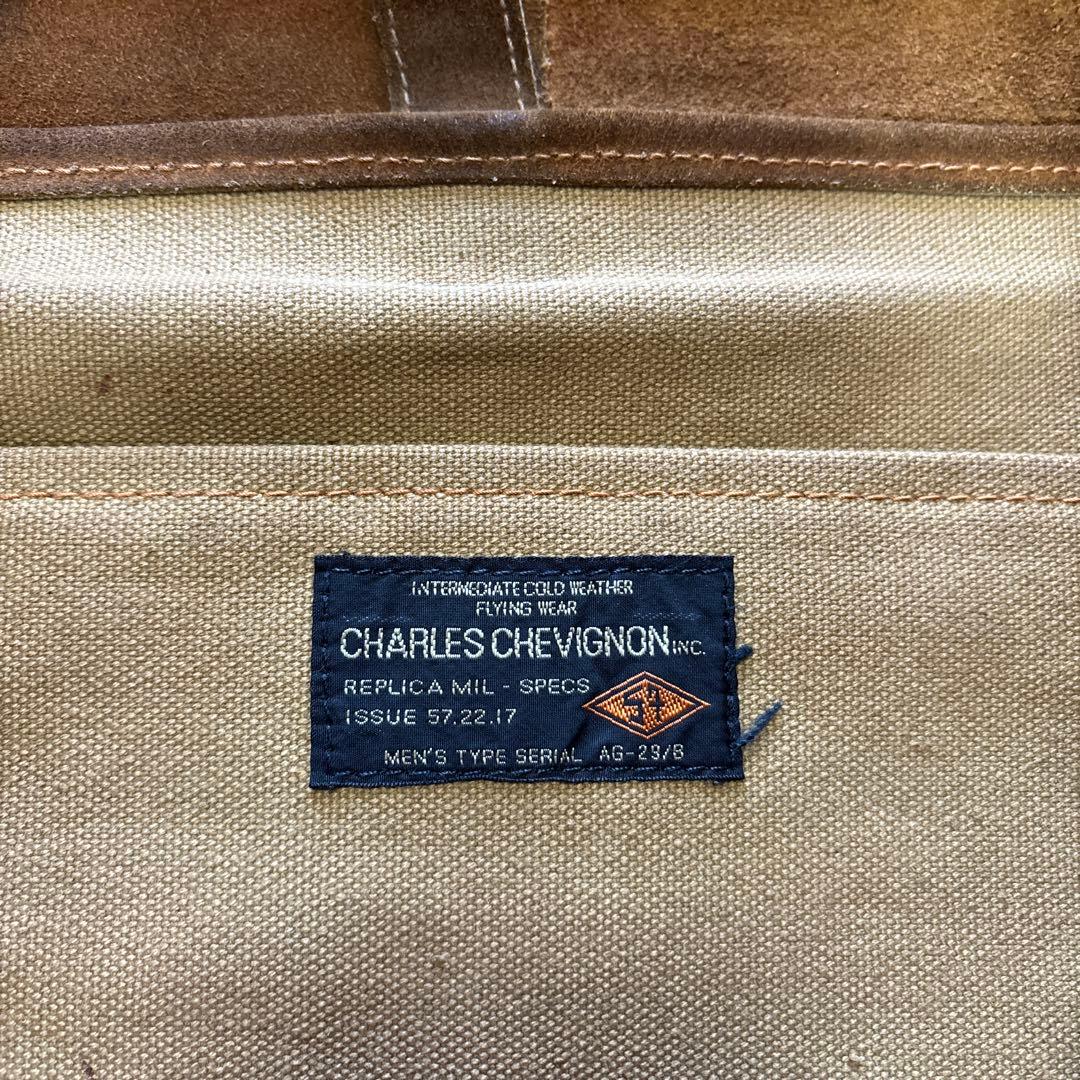 INTERMEDIATE COLD WEATHER
FLYING WEAR
CHARLES CHEVIGNON INC.
REPLICA MIL - SPECS
54
ISSUE 57.22.17
MEN'S TYPE SERIAL AG-23/B